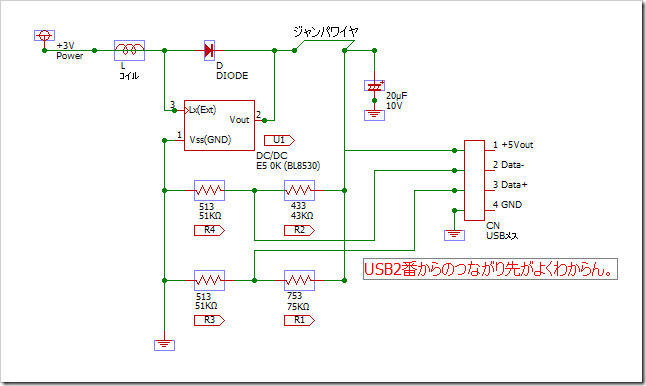 ジャンパワイヤ
+3V
Power
L
コイル
D
DIODE
3
Lx(Ext)
Vout
2
1
Vss(GND)
U1
DC/DC
E5 0K (BL8530)
20μF
10V
1 +5Vout
2 Data-
3 Data+
4 GND
CN
USBメス
513
51KΩ
R4
433
43KΩ
R2
USB2番からのつながり先がよくわからん。
513
51KΩ
R3
753
75KΩ
R1